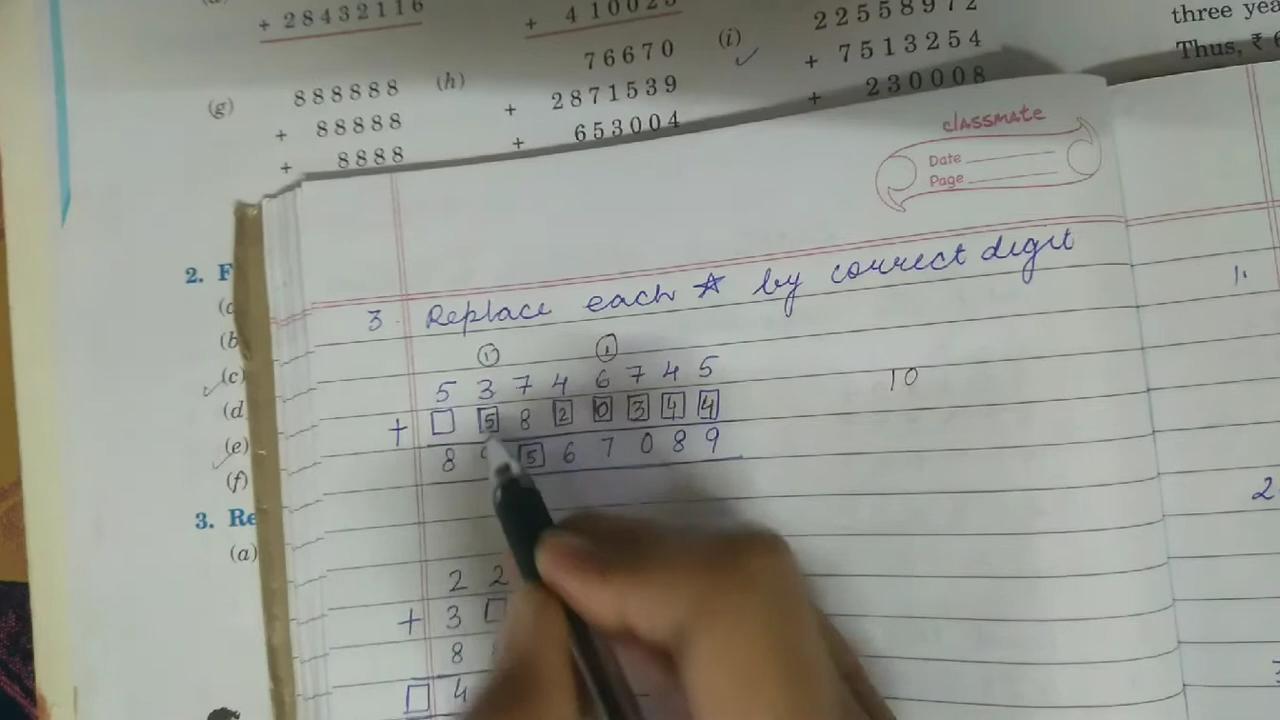 + 28432116
+ 410025
22558972
three yea
76670
(i)
+ 7513254
Thus, ₹
(g) 888888
(h)
+ 2871539
+ 230008
+ 88888
+ 653004
+ 8888
classmate
Date
Page
2. F
3. Replace each ☆ by correct digit
1.
(b
(c)
5 3 7 4 6 7 4 5
10
(d
+ □ 5 8 2 0 3 4 4
(e)
8 5 6 7 0 8 9
(f)
2
3. Re
(a)
2 2
+ 3 □
8
□ 4